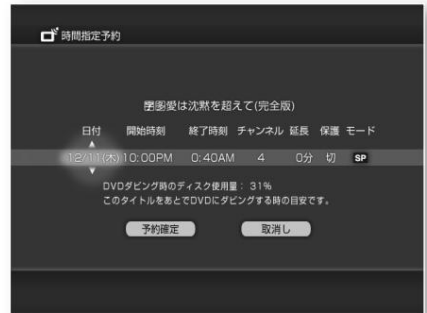 時間指定予約
愛は沈黙を超えて(完全版)
日付 開始時刻 終了時刻 チャンネル 延長 保護 モード
12/11(木) 10:00PM 0:40AM 4 0分 切 SP
DVDダビング時のディスク使用量: 31%
このタイトルをあとでDVDにダビングする時の目安です。
予約確定 取消し